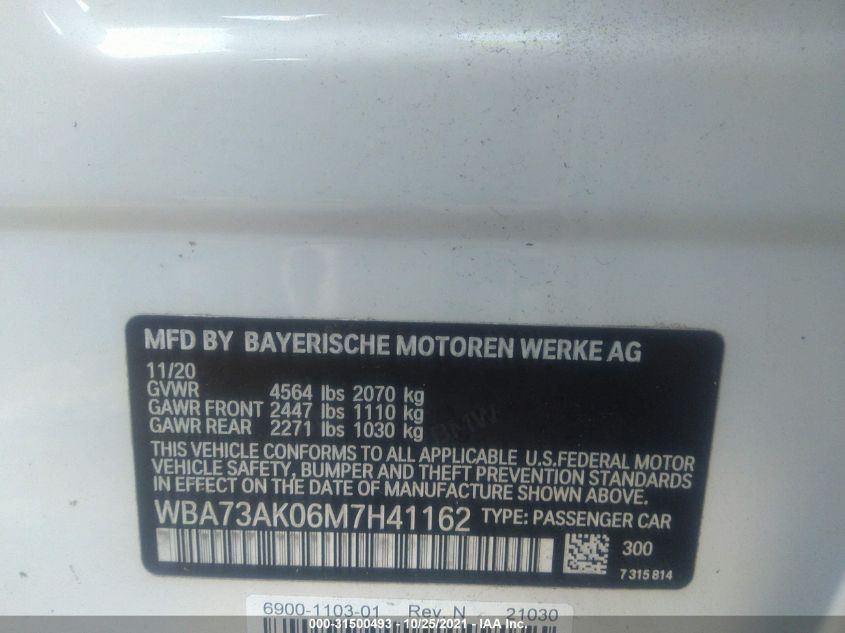 MFD BY BAYERISCHE MOTOREN WERKE AG
11/20
GVWR 4564 lbs 2070 kg
GAWR FRONT 2447 lbs 1110 kg
GAWR REAR 2271 lbs 1030 kg
BMW
THIS VEHICLE CONFORMS TO ALL APPLICABLE U.S.FEDERAL MOTOR
VEHICLE SAFETY, BUMPER AND THEFT PREVENTION STANDARDS
IN EFFECT ON THE DATE OF MANUFACTURE SHOWN ABOVE.
WBA73AK06M7H41162 TYPE: PASSENGER CAR
300
7 315 814
6900-1103-01 Rev. N 21030
000-31500493 - 10/25/2021 - IAA Inc.